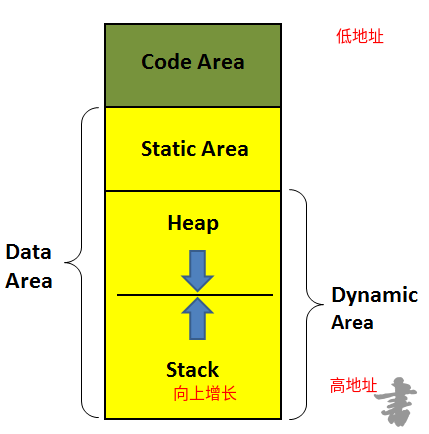 Code Area
低地址
Static Area
Heap
Data
Area
Dynamic
Area
Stack
向上增长
高地址
書